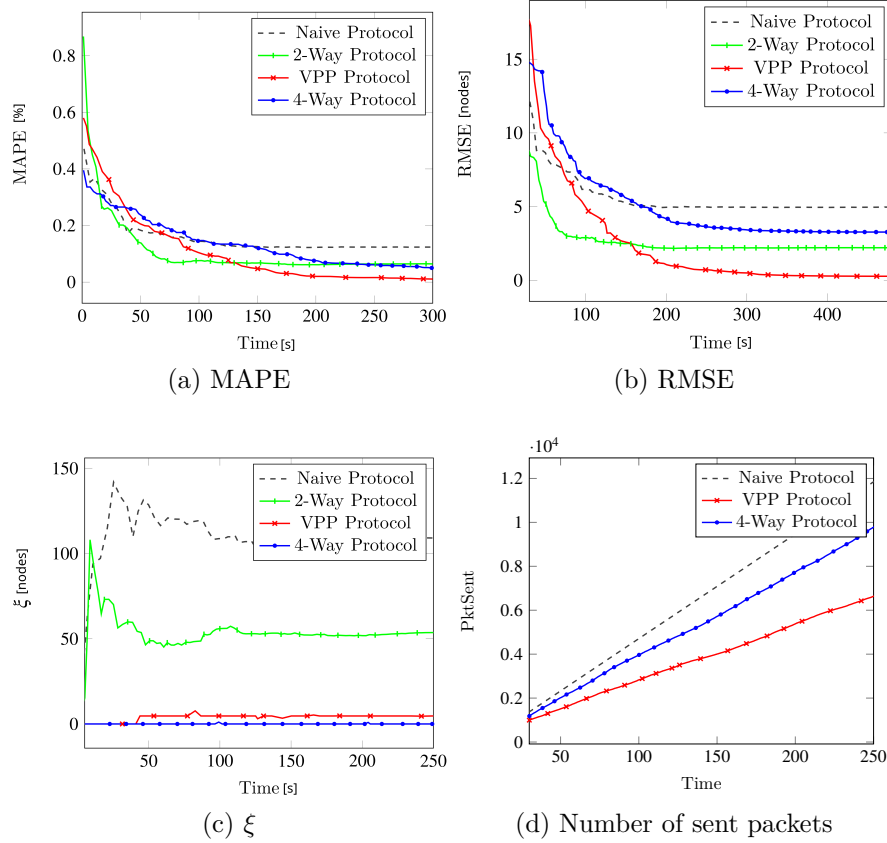 Naive Protocol
2-Way Protocol
VPP Protocol
4-Way Protocol
MAPE [%]
0.8
0.6
0.4
0.2
0
0 50 100 150 200 250 300
Time [s]
(a) MAPE
Naive Protocol
2-Way Protocol
VPP Protocol
4-Way Protocol
RMSE [nodes]
15
10
5
0
100 200 300 400
Time [s]
(b) RMSE
Naive Protocol
2-Way Protocol
VPP Protocol
4-Way Protocol
ξ [nodes]
150
100
50
0
50 100 150 200 250
Time [s]
(c) ξ
·10⁴
Naive Protocol
VPP Protocol
4-Way Protocol
PktSent
1.2
1
0.8
0.6
0.4
0.2
0
50 100 150 200 250
Time
(d) Number of sent packets